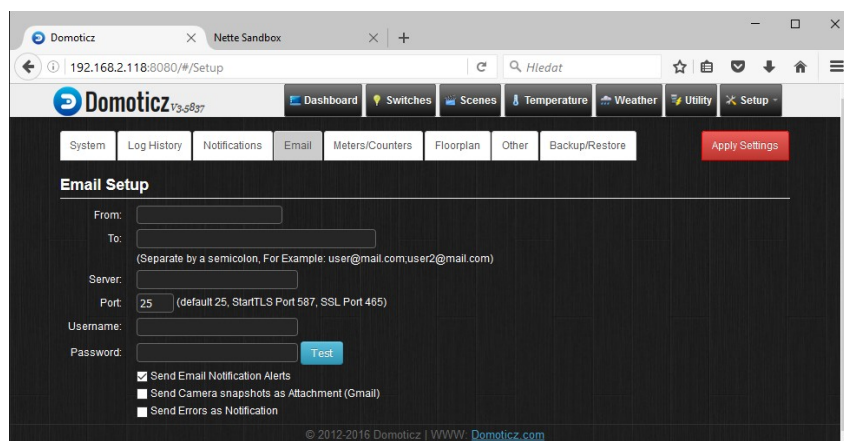 Domoticz
Nette Sandbox
192.168.2.118:8080/#/Setup
Hledat
Domoticz V3.5837
Dashboard Switches Scenes Temperature Weather Utility Setup
System Log History Notifications Email Meters/Counters Floorplan Other Backup/Restore Apply Settings
Email Setup
From:
To:
(Separate by a semicolon, For Example: user@mail.com;user2@mail.com)
Server:
Port: 25 (default 25, StartTLS Port 587, SSL Port 465)
Username:
Password: Test
Send Email Notification Alerts
Send Camera snapshots as Attachment (Gmail)
Send Errors as Notification
© 2012-2016 Domoticz | WWW: Domoticz.com